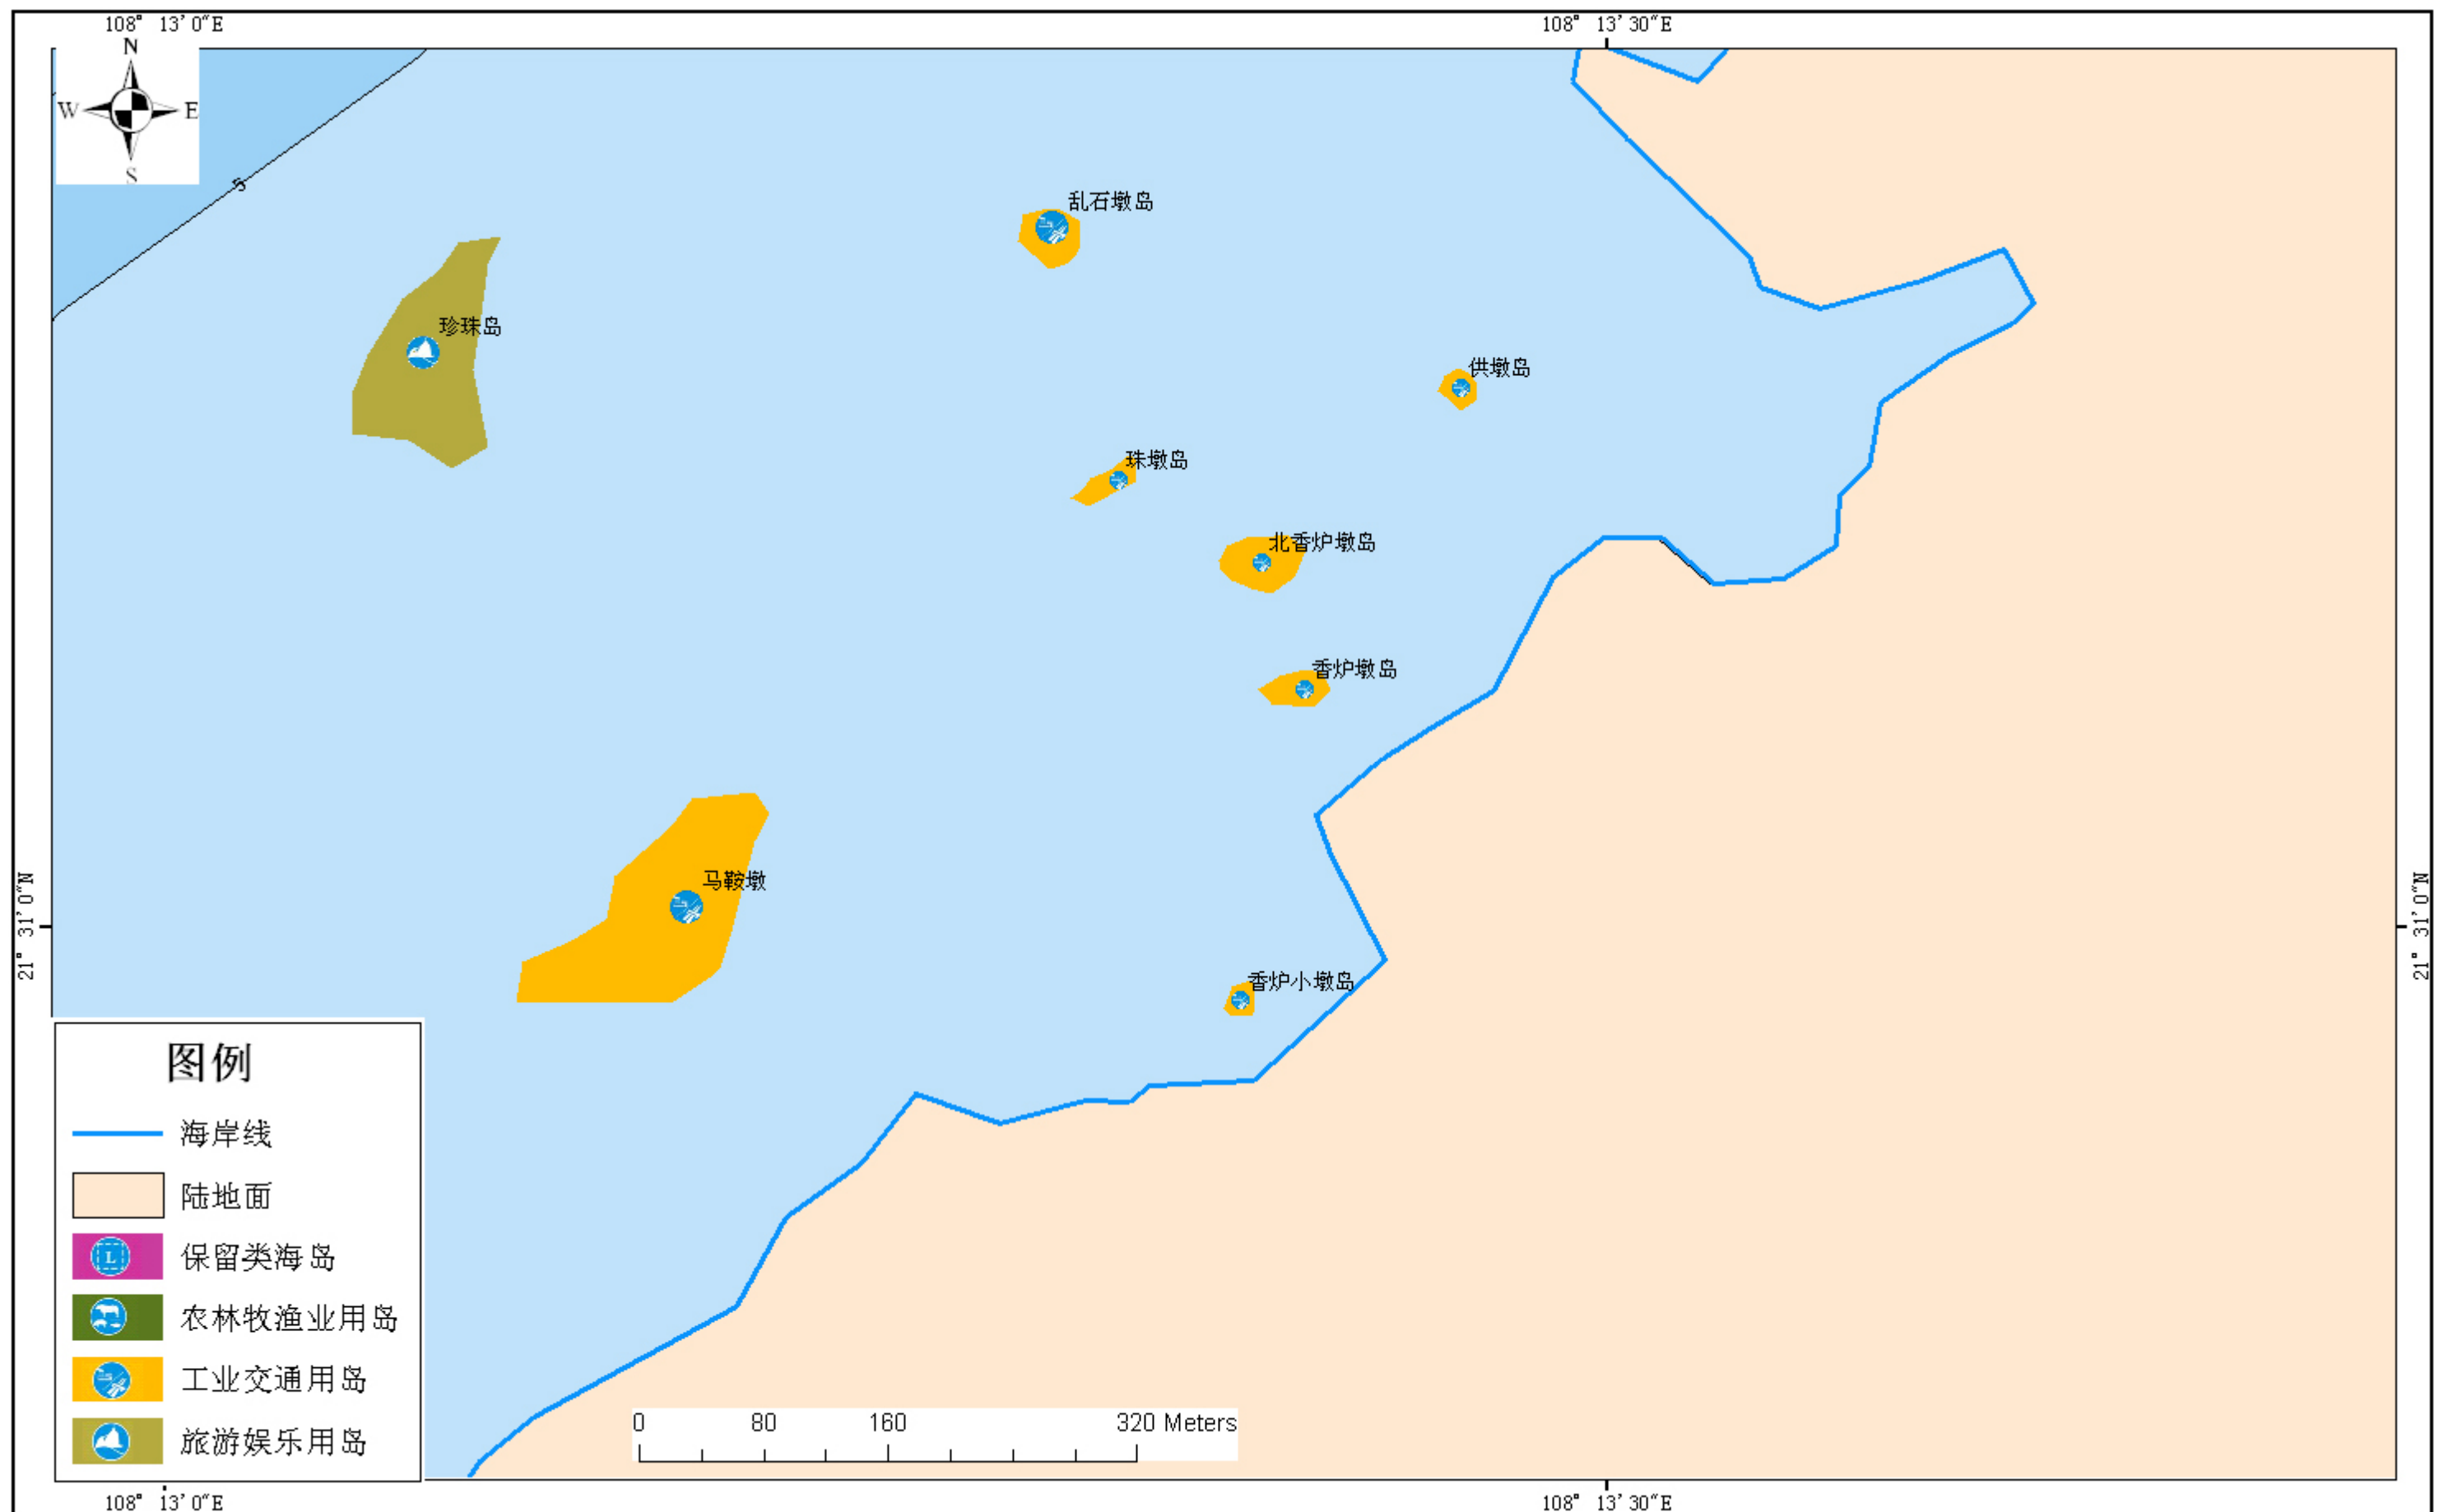 108° 13′0″E
108° 13′30″E
N
W
E
S
5
乱石墩岛
珍珠岛
供墩岛
珠墩岛
北香炉墩岛
香炉墩岛
马鞍墩
21° 31′0″N
21° 31′0″N
香炉小墩岛
图例
海岸线
陆地面
L
保留类海岛
农林牧渔业用岛
工业交通用岛
旅游娱乐用岛
0 80 160 320 Meters
108° 13′0″E
108° 13′30″E